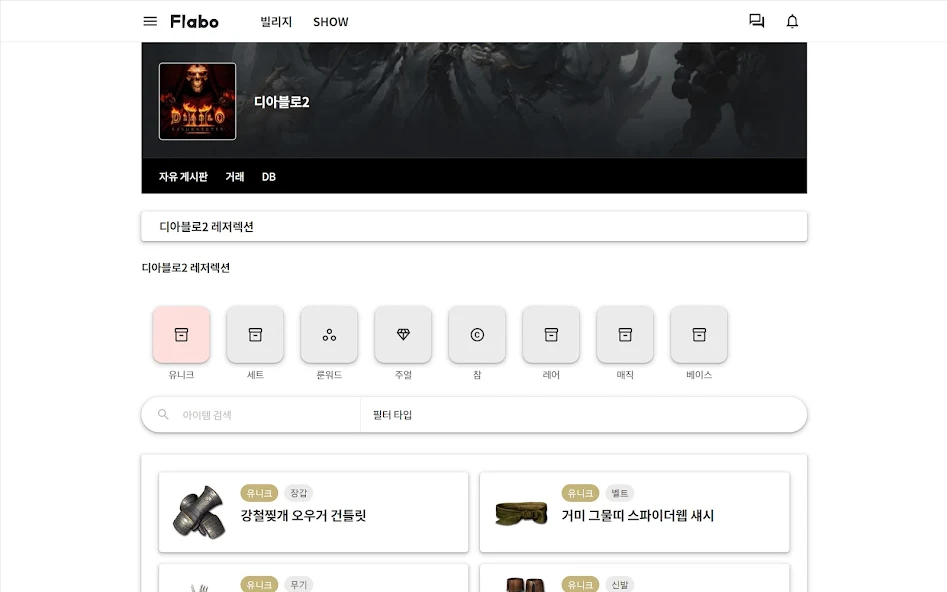 Flabo 빌리지 SHOW
DIABLO II
디아블로2
자유 게시판 거래 DB
디아블로2 레저렉션
디아블로2 레저렉션
유니크 세트 룬워드 주얼 참 레어 매직 베이스
아이템 검색 필터 타입
유니크 장갑
강철찢개 오우거 건틀릿
유니크 벨트
거미 그물띠 스파이더웹 섀시
유니크 무기
유니크 신발